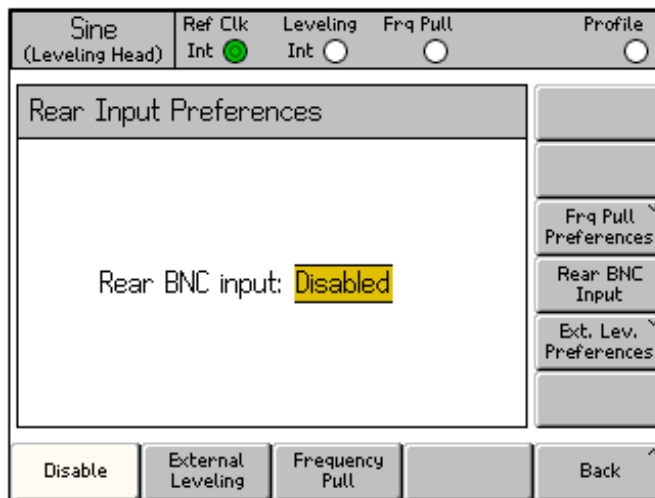 Sine
(Leveling Head)
Ref Clk
Int
Leveling
Int
Frq Pull
Profile
Rear Input Preferences
Rear BNC input: Disabled
Frq Pull
Preferences
Rear BNC
Input
Ext. Lev.
Preferences
Disable
External
Leveling
Frequency
Pull
Back